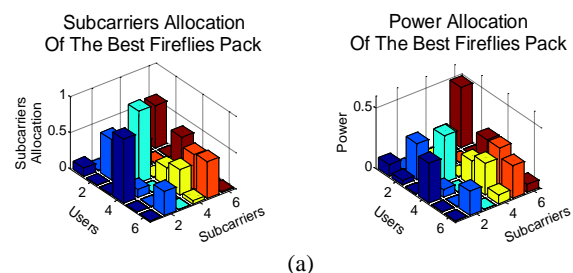 Subcarriers Allocation
Of The Best Fireflies Pack
1
0.5
0
Subcarriers
Allocation
2
4
6
Users
2
4
6
Subcarriers
Power Allocation
Of The Best Fireflies Pack
0.5
0
Power
2
4
6
Users
2
4
6
Subcarriers
(a)